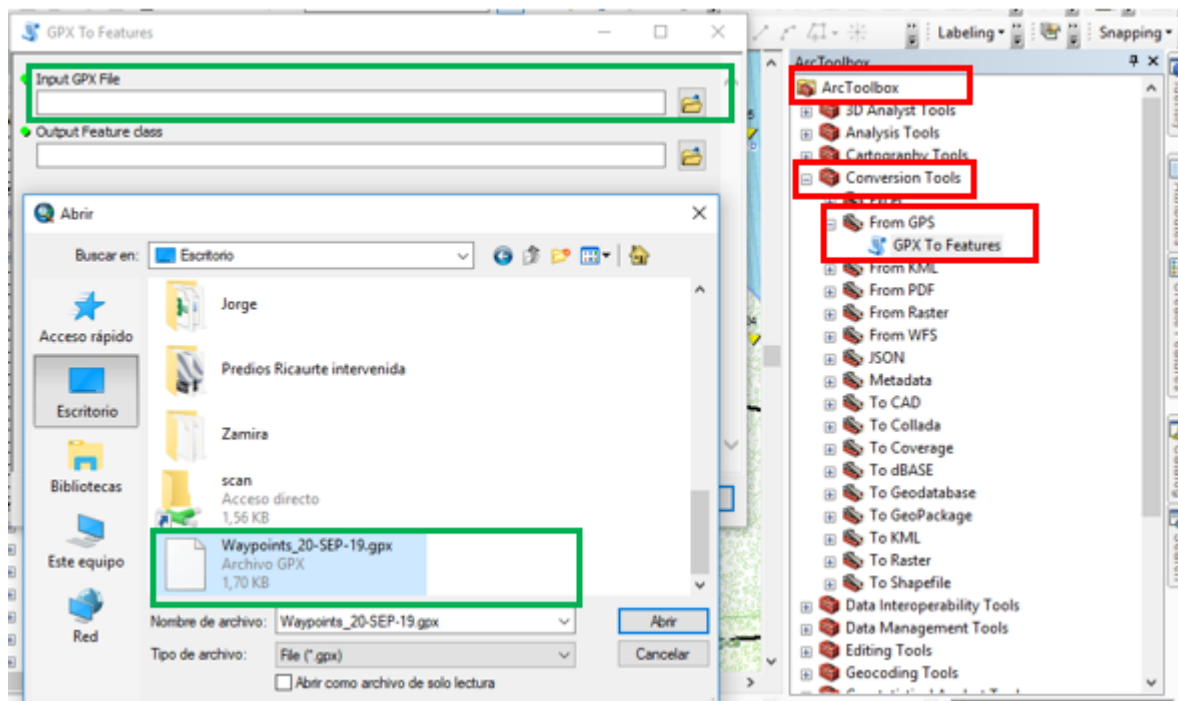 GPX To Features
Input GPX File
Output Feature class
Abrir
Buscar en:
Escritorio
Acceso rápido
Escritorio
Bibliotecas
Este equipo
Red
Jorge
Predios Ricaurte intervenida
Zamira
scan
Acceso directo
1,56 KB
Waypoints_20-SEP-19.gpx
Archivo GPX
1,70 KB
Nombre de archivo:
Waypoints_20-SEP-19.gpx
Abrir
Tipo de archivo:
File (*.gpx)
Cancelar
Abrir como archivo de solo lectura
Labeling
Snapping
ArcToolbox
ArcToolbox
3D Analyst Tools
Analysis Tools
Cartography Tools
Conversion Tools
From GPS
GPX To Features
From KML
From PDF
From Raster
From WFS
JSON
Metadata
To CAD
To Collada
To Coverage
To dBASE
To Geodatabase
To GeoPackage
To KML
To Raster
To Shapefile
Data Interoperability Tools
Data Management Tools
Editing Tools
Geocoding Tools